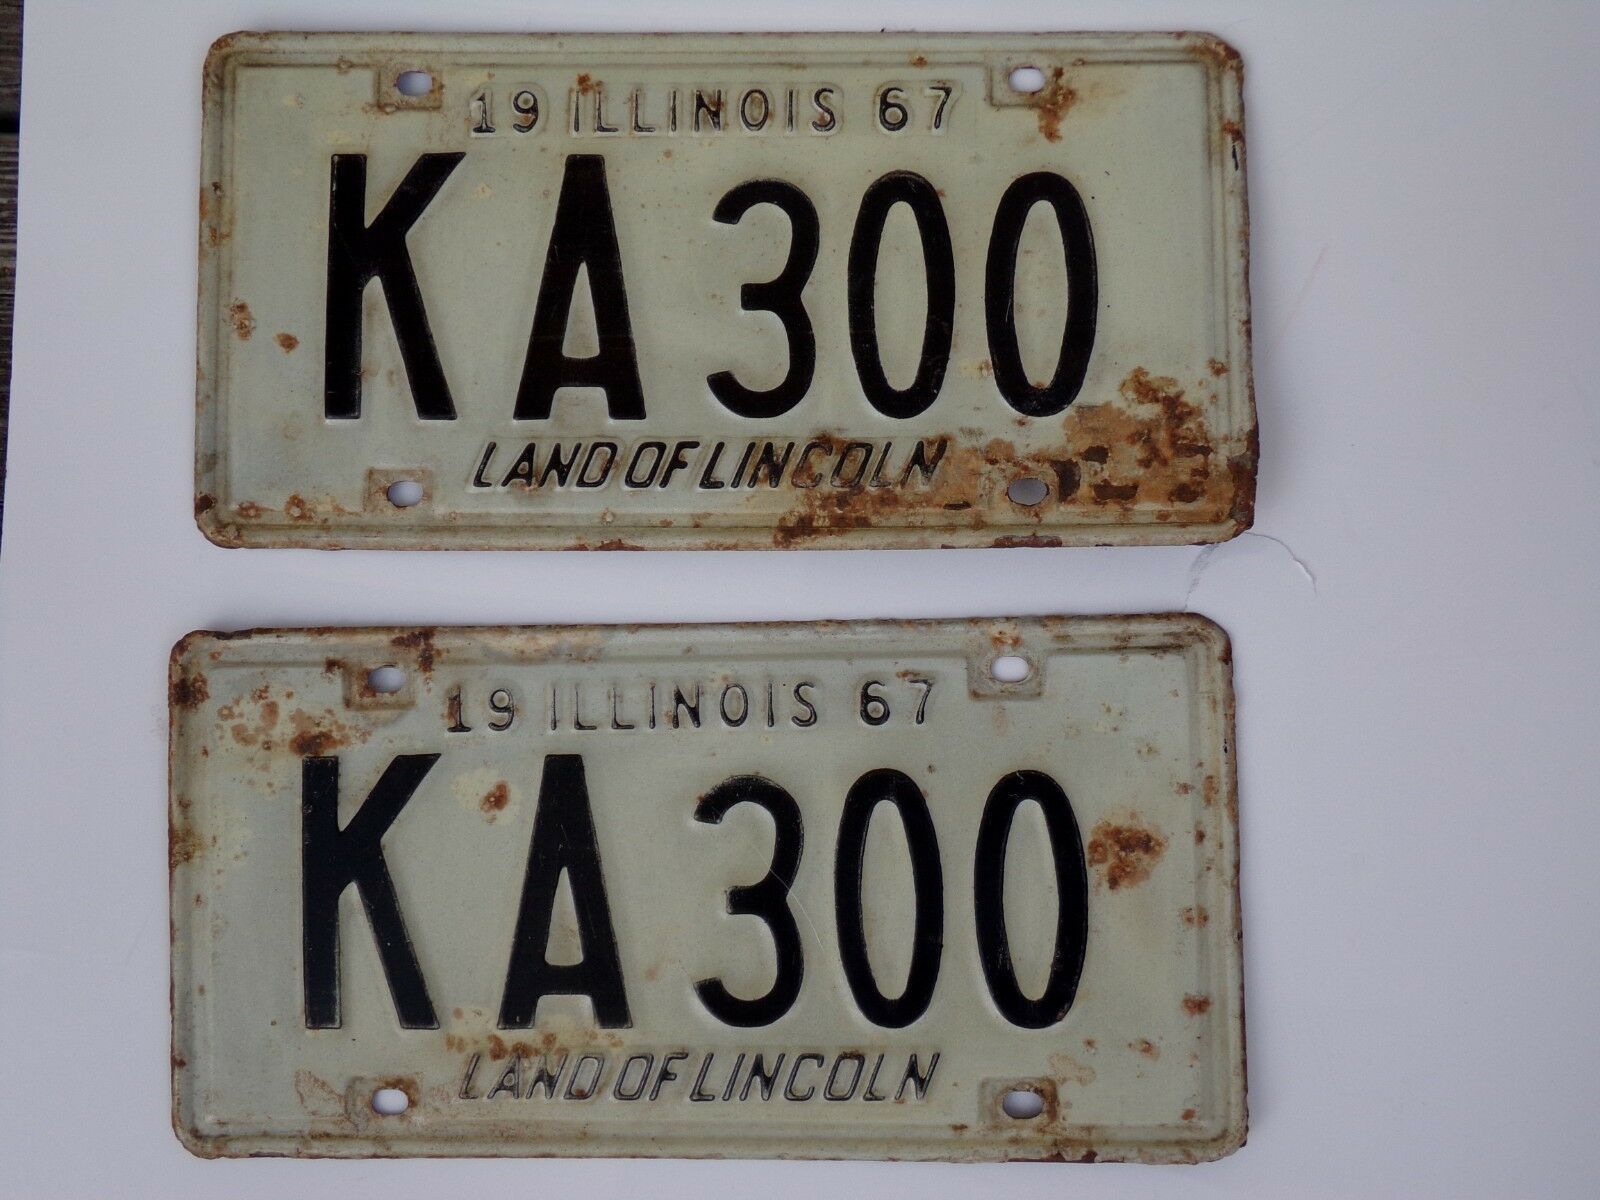 19 ILLINOIS 67
KA 300
LAND OF LINCOLN
19 ILLINOIS 67
KA 300
LAND OF LINCOLN